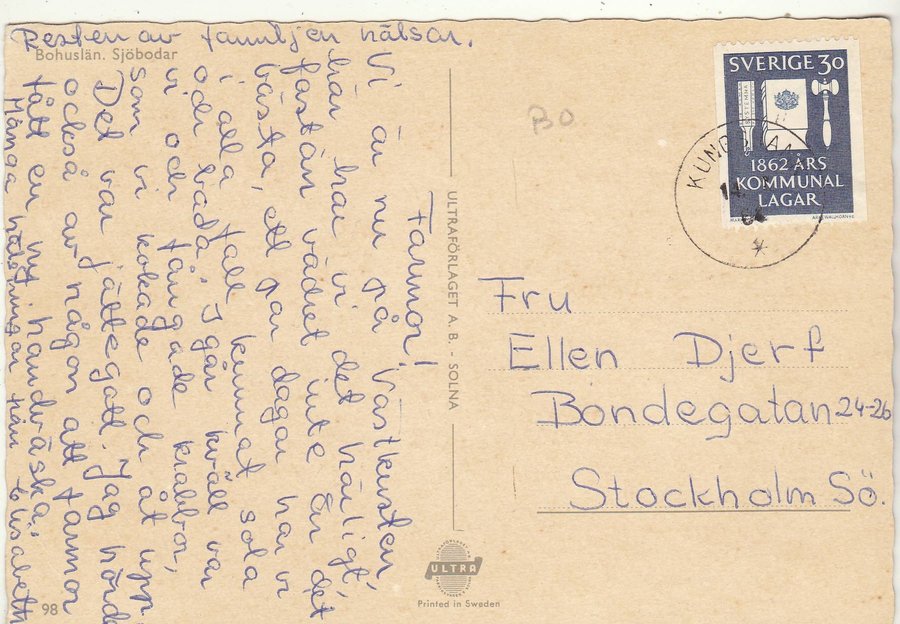 Resten av familjen hälsar.
Bohuslän. Sjöbodar
Farmor!
Vi är nu på Västkusten,
här har vi det härligt,
fastän vädret inte är det
bästa, ett par dagar har vi
i alla fall kunnat sola
och bada. Igår kväll var
vi och fångade krabbor,
som vi kokade och åt upp.
Det var jättegott. Jag hörde
också av någon att farmor
fått en ny handväska.
Många hälsningar från Elisabeth
98
ULTRAFÖRLAGET A. B. - SOLNA
ULTRA
Printed in Sweden
BO
SVERIGE 30
SYSTEMNA
1862 ÅRS
KOMMUNAL
LAGAR
KUNG
Fru
Ellen Djerf
Bondegatan 24-26
Stockholm Sö.